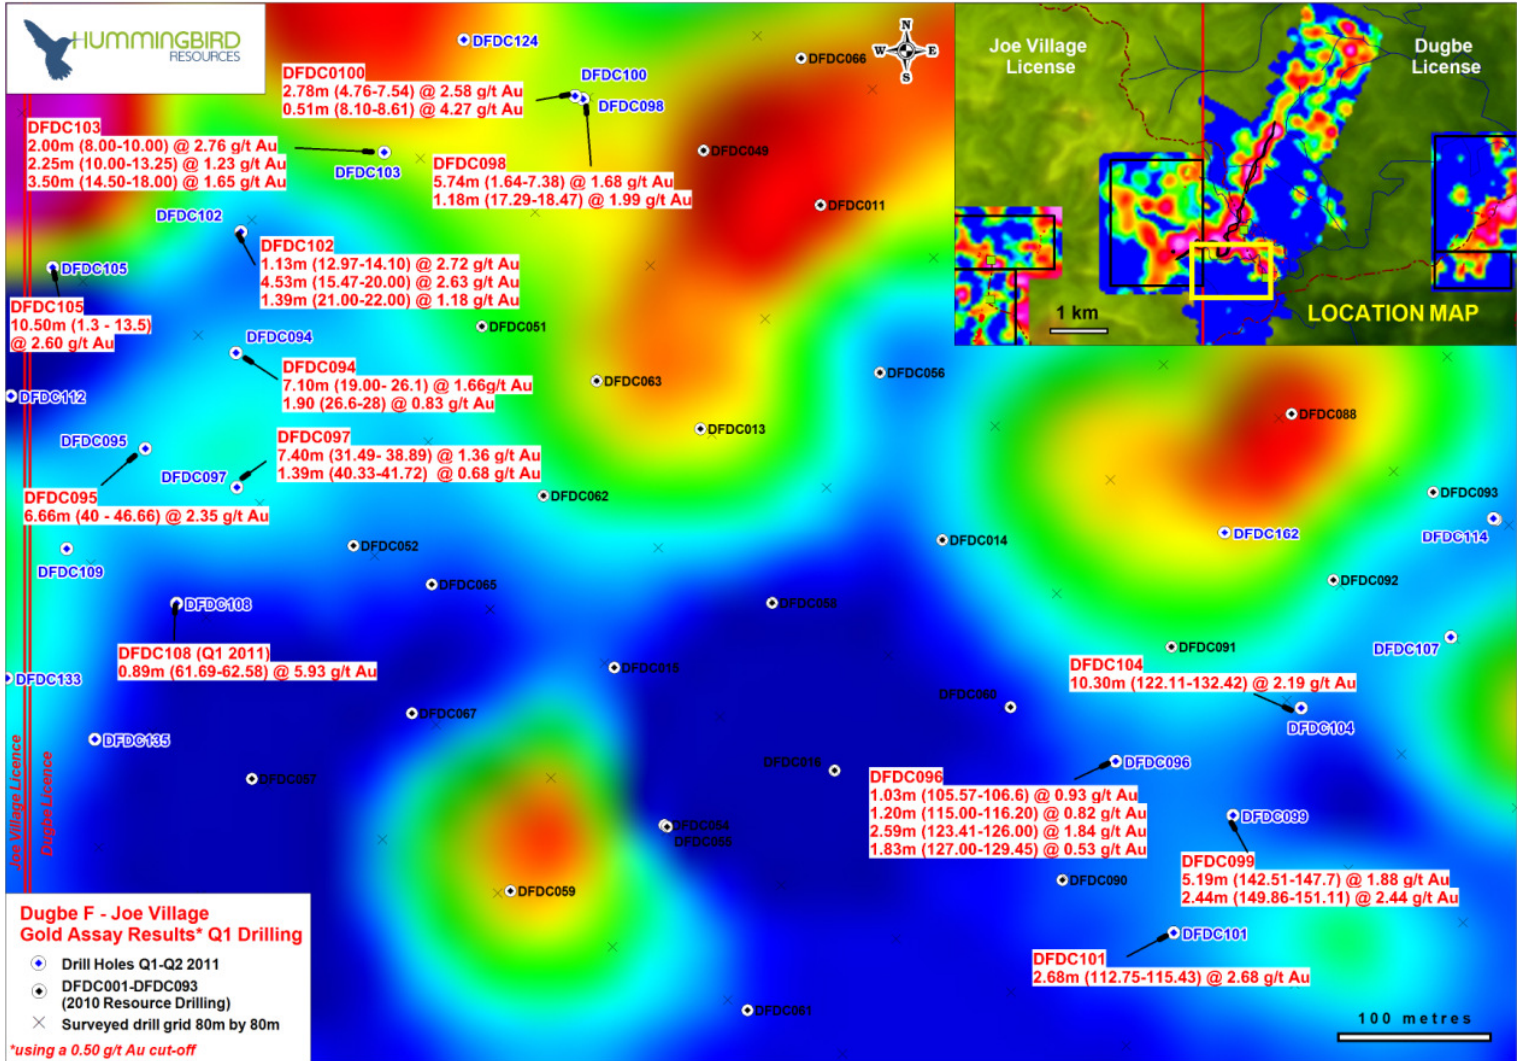 HUMMINGBIRD
RESOURCES
DFDC124
DFDC066
N
W E
S
Joe Village
License
Dugbe
License
1 km
LOCATION MAP
DFDC0100
2.78m (4.76-7.54) @ 2.58 g/t Au
0.51m (8.10-8.61) @ 4.27 g/t Au
DFDC100
DFDC098
DFDC103
2.00m (8.00-10.00) @ 2.76 g/t Au
2.25m (10.00-13.25) @ 1.23 g/t Au
3.50m (14.50-18.00) @ 1.65 g/t Au
DFDC103
DFDC098
5.74m (1.64-7.38) @ 1.68 g/t Au
1.18m (17.29-18.47) @ 1.99 g/t Au
DFDC049
DFDC011
DFDC102
DFDC102
1.13m (12.97-14.10) @ 2.72 g/t Au
4.53m (15.47-20.00) @ 2.63 g/t Au
1.39m (21.00-22.00) @ 1.18 g/t Au
DFDC105
DFDC105
10.50m (1.3 - 13.5)
@ 2.60 g/t Au
DFDC051
DFDC094
DFDC094
7.10m (19.00- 26.1) @ 1.66g/t Au
1.90 (26.6-28) @ 0.83 g/t Au
DFDC063
DFDC056
DFDC112
DFDC088
DFDC013
DFDC095
DFDC097
7.40m (31.49- 38.89) @ 1.36 g/t Au
1.39m (40.33-41.72) @ 0.68 g/t Au
DFDC097
DFDC095
6.66m (40 - 46.66) @ 2.35 g/t Au
DFDC062
DFDC093
DFDC162
DFDC114
DFDC014
DFDC052
DFDC109
DFDC065
DFDC092
DFDC108
DFDC058
DFDC108 (Q1 2011)
0.89m (61.69-62.58) @ 5.93 g/t Au
DFDC107
DFDC091
DFDC015
DFDC104
10.30m (122.11-132.42) @ 2.19 g/t Au
DFDC104
DFDC133
DFDC060
DFDC067
DFDC135
DFDC057
DFDC016
DFDC096
DFDC096
1.03m (105.57-106.6) @ 0.93 g/t Au
1.20m (115.00-116.20) @ 0.82 g/t Au
2.59m (123.41-126.00) @ 1.84 g/t Au
1.83m (127.00-129.45) @ 0.53 g/t Au
DFDC099
DFDC099
5.19m (142.51-147.7) @ 1.88 g/t Au
2.44m (149.86-151.11) @ 2.44 g/t Au
DFDC064
DFDC055
DFDC090
DFDC059
DFDC101
DFDC101
2.68m (112.75-115.43) @ 2.68 g/t Au
DFDC061
Joe Village Licence
Dugbe Licence
Dugbe F - Joe Village
Gold Assay Results* Q1 Drilling
Drill Holes Q1-Q2 2011
DFDC001-DFDC093
(2010 Resource Drilling)
Surveyed drill grid 80m by 80m
*using a 0.50 g/t Au cut-off
100 metres